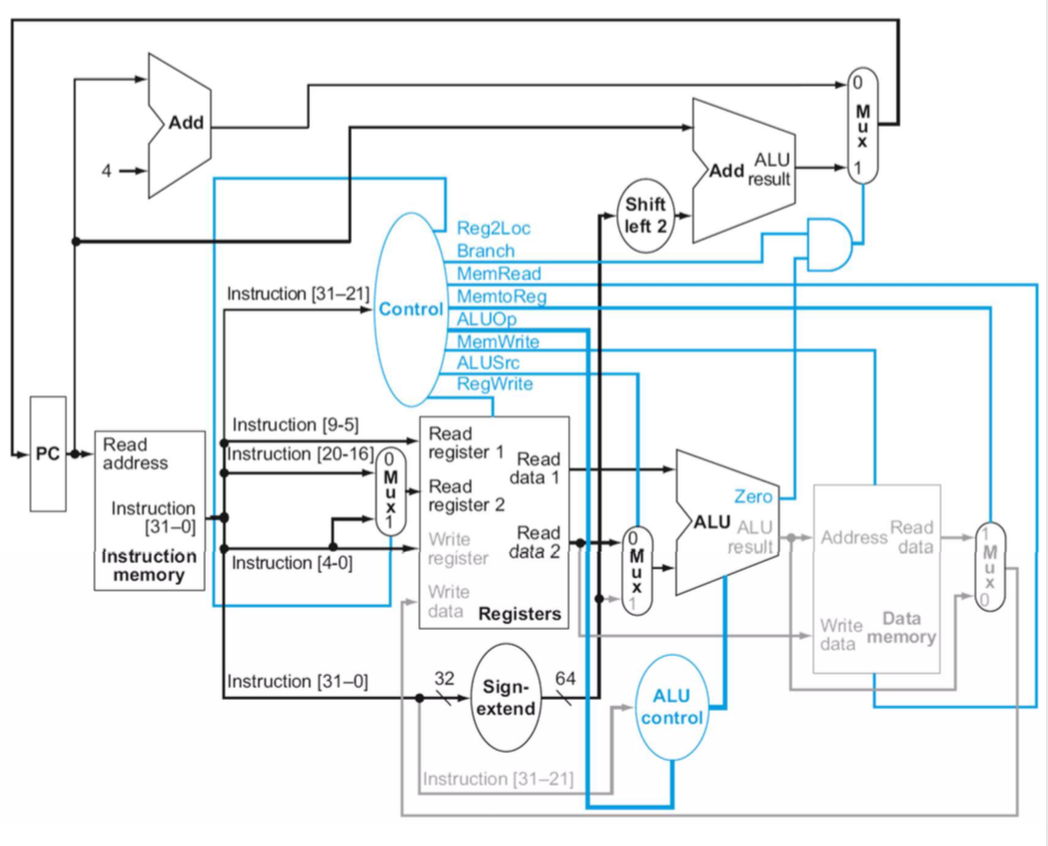 0
M
u
x
1
Add
4
Add
ALU
result
Shift
left 2
Reg2Loc
Branch
MemRead
MemtoReg
ALUOp
MemWrite
ALUSrc
RegWrite
Control
Instruction [31–21]
PC
Read
address
Instruction
[31–0]
Instruction
memory
Instruction [9-5]
Instruction [20-16]
Instruction [4-0]
0
M
u
x
1
Read
register 1
Read
register 2
Write
register
Write
data
Read
data 1
Read
data 2
Registers
0
M
u
x
1
Zero
ALU
ALU
result
Address
Read
data
Write
data
Data
memory
1
M
u
x
0
Instruction [31–0]
32
Sign-
extend
64
ALU
control
Instruction [31–21]